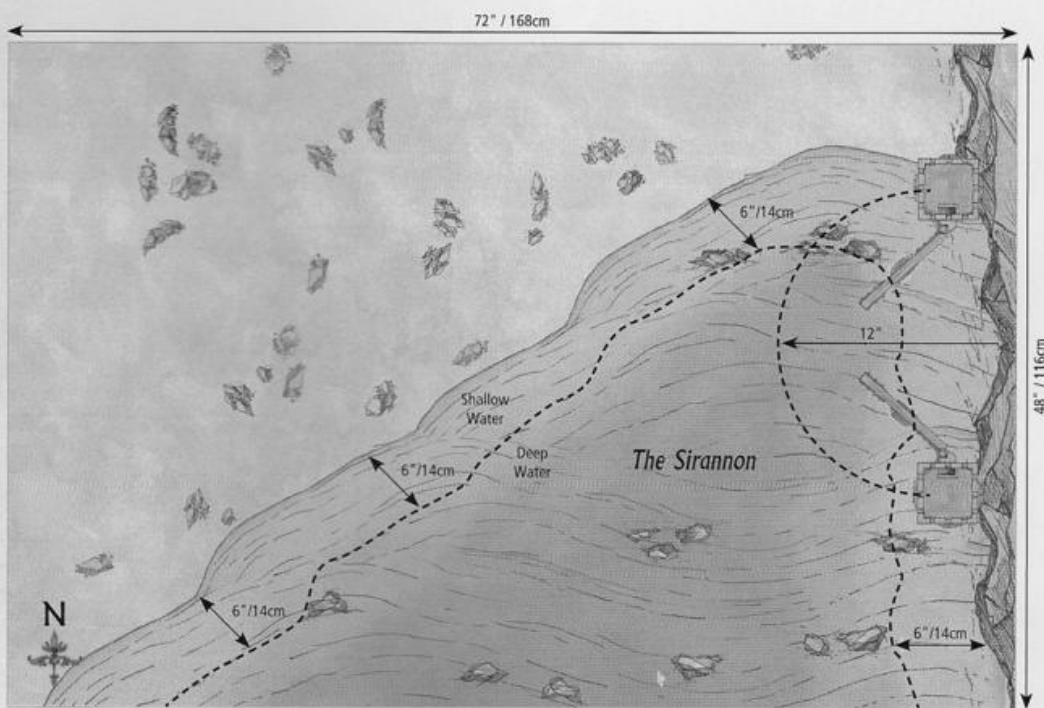 72" / 168cm
6"/14cm
12"
48" / 116cm
Shallow
Water
Deep
Water
The Sirannon
6"/14cm
6"/14cm
6"/14cm
N